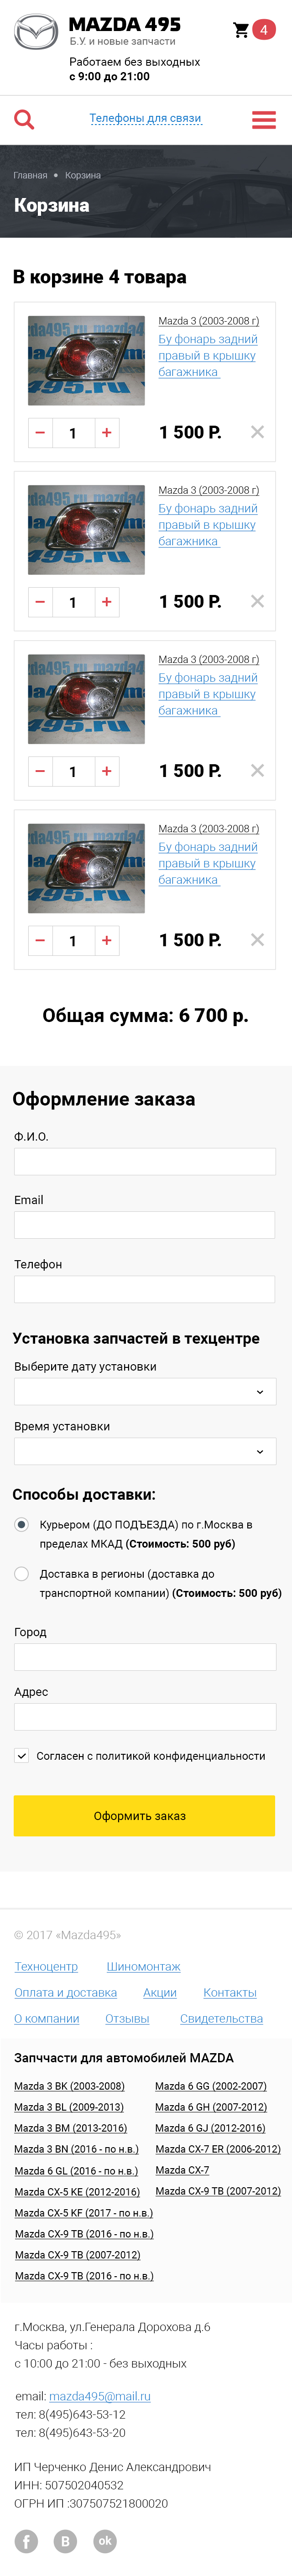 MAZDA 495
4
Б.У. и новые запчасти
Работаем без выходных
с 9:00 до 21:00
Телефоны для связи
Главная • Корзина
Корзина
В корзине 4 товара
Mazda 3 (2003-2008 г)
Бу фонарь задний
правый в крышку
багажника
− 1 + 1 500 Р. ×
Mazda 3 (2003-2008 г)
Бу фонарь задний
правый в крышку
багажника
− 1 + 1 500 Р. ×
Mazda 3 (2003-2008 г)
Бу фонарь задний
правый в крышку
багажника
− 1 + 1 500 Р. ×
Mazda 3 (2003-2008 г)
Бу фонарь задний
правый в крышку
багажника
− 1 + 1 500 Р. ×
Общая сумма: 6 700 р.
Оформление заказа
Ф.И.О.
Email
Телефон
Установка запчастей в техцентре
Выберите дату установки
Время установки
Способы доставки:
Курьером (ДО ПОДЪЕЗДА) по г.Москва в
пределах МКАД (Стоимость: 500 руб)
Доставка в регионы (доставка до
транспортной компании) (Стоимость: 500 руб)
Город
Адрес
Согласен с политикой конфиденциальности
Оформить заказ
© 2017 «Mazda495»
Техноцентр Шиномонтаж
Оплата и доставка Акции Контакты
О компании Отзывы Свидетельства
Запччасти для автомобилей MAZDA
Mazda 3 BK (2003-2008) Mazda 6 GG (2002-2007)
Mazda 3 BL (2009-2013) Mazda 6 GH (2007-2012)
Mazda 3 BM (2013-2016) Mazda 6 GJ (2012-2016)
Mazda 3 BN (2016 - по н.в.) Mazda CX-7 ER (2006-2012)
Mazda 6 GL (2016 - по н.в.) Mazda CX-7
Mazda CX-5 KE (2012-2016) Mazda CX-9 TB (2007-2012)
Mazda CX-5 KF (2017 - по н.в.)
Mazda CX-9 TB (2016 - по н.в.)
Mazda CX-9 TB (2007-2012)
Mazda CX-9 TB (2016 - по н.в.)
г.Москва, ул.Генерала Дорохова д.6
Часы работы :
с 10:00 до 21:00 - без выходных
email: mazda495@mail.ru
тел: 8(495)643-53-12
тел: 8(495)643-53-20
ИП Черченко Денис Александрович
ИНН: 507502040532
ОГРН ИП :307507521800020
f В ok